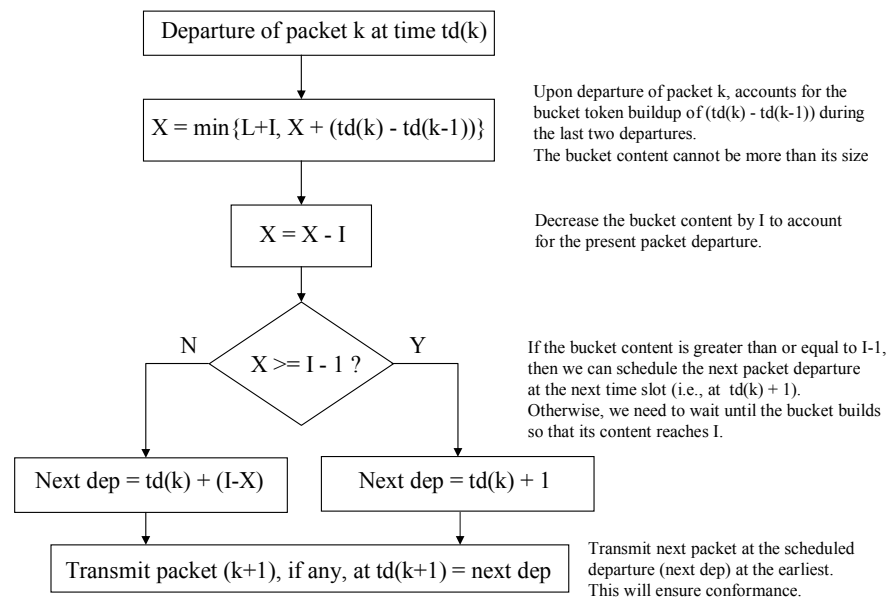 Departure of packet k at time td(k)
X = min{L+I, X + (td(k) - td(k-1))}
Upon departure of packet k, accounts for the
bucket token buildup of (td(k) - td(k-1)) during
the last two departures.
The bucket content cannot be more than its size
X = X - I
Decrease the bucket content by I to account
for the present packet departure.
N
Y
X >= I - 1 ?
If the bucket content is greater than or equal to I-1,
then we can schedule the next packet departure
at the next time slot (i.e., at td(k) + 1).
Otherwise, we need to wait until the bucket builds
so that its content reaches I.
Next dep = td(k) + (I-X)
Next dep = td(k) + 1
Transmit packet (k+1), if any, at td(k+1) = next dep
Transmit next packet at the scheduled
departure (next dep) at the earliest.
This will ensure conformance.